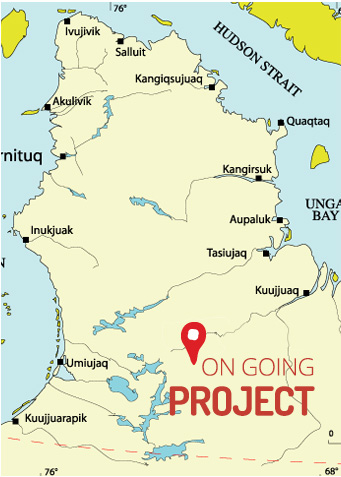 76°
Ivujivik
Salluit
HUDSON STRAIT
Kangiqsujuaq
Akulivik
Quaqtaq
rnituq
Kangirsuk
UNGA
BAY
Aupaluk
Inukjuak
Tasiujaq
Kuujjuaq
ON GOING
PROJECT
Umiujaq
Kuujjuarapik
0
76°
68°